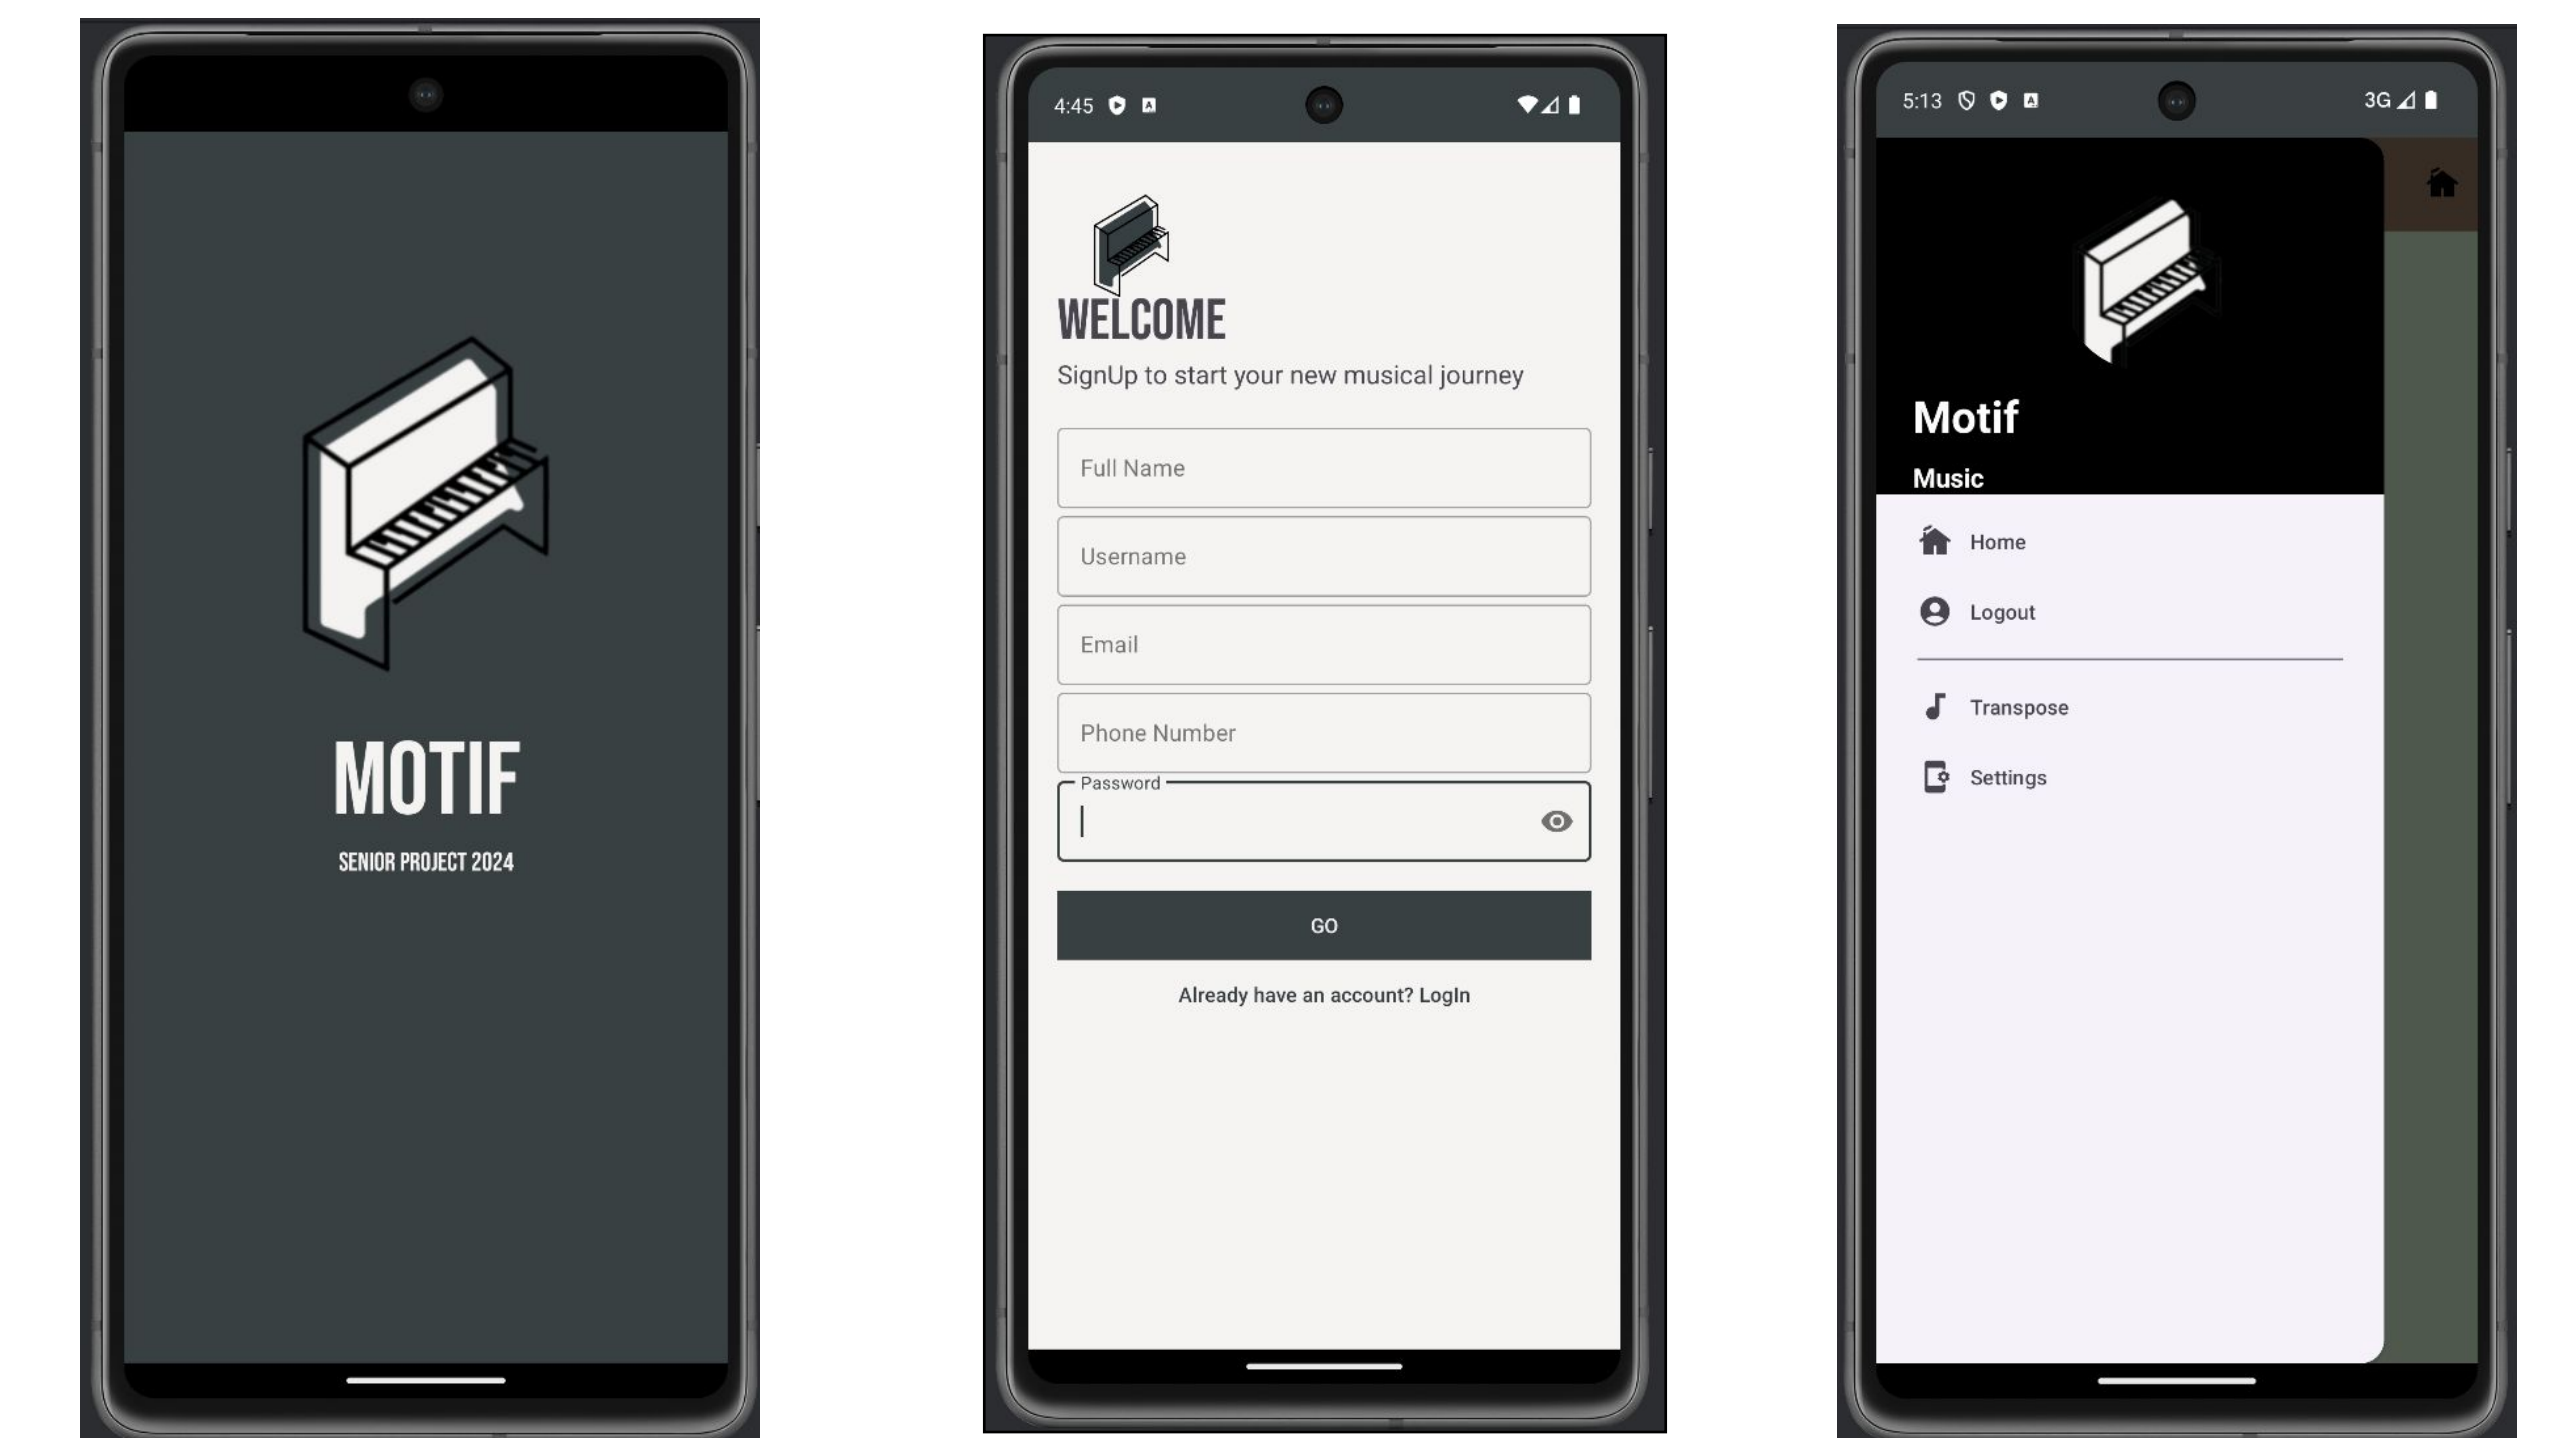 MOTIF
SENIOR PROJECT 2024
4:45
WELCOME
SignUp to start your new musical journey
Full Name
Username
Email
Phone Number
Password
GO
Already have an account? LogIn
5:13
3G
Motif
Music
Home
Logout
Transpose
Settings